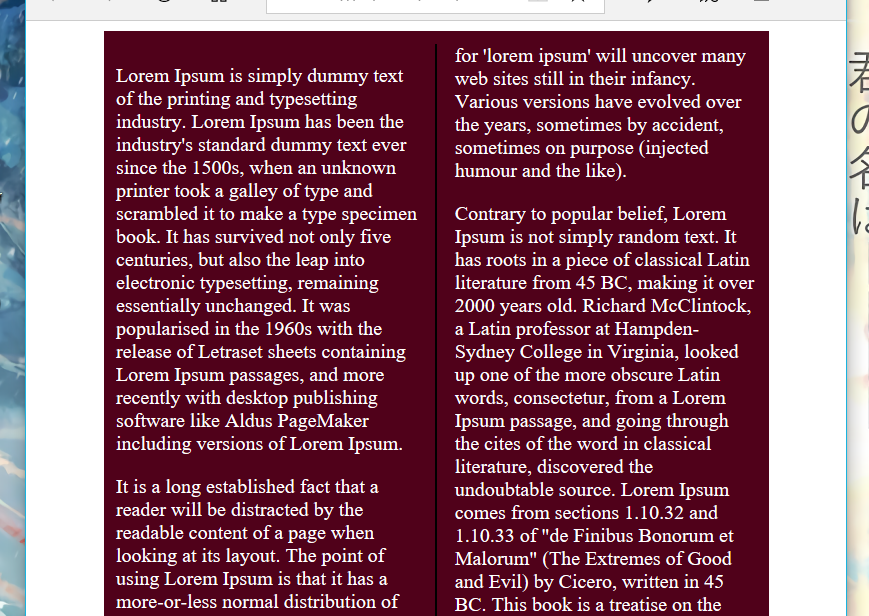 Lorem Ipsum is simply dummy text
of the printing and typesetting
industry. Lorem Ipsum has been the
industry's standard dummy text ever
since the 1500s, when an unknown
printer took a galley of type and
scrambled it to make a type specimen
book. It has survived not only five
centuries, but also the leap into
electronic typesetting, remaining
essentially unchanged. It was
popularised in the 1960s with the
release of Letraset sheets containing
Lorem Ipsum passages, and more
recently with desktop publishing
software like Aldus PageMaker
including versions of Lorem Ipsum.
It is a long established fact that a
reader will be distracted by the
readable content of a page when
looking at its layout. The point of
using Lorem Ipsum is that it has a
more-or-less normal distribution of
for 'lorem ipsum' will uncover many
web sites still in their infancy.
Various versions have evolved over
the years, sometimes by accident,
sometimes on purpose (injected
humour and the like).
Contrary to popular belief, Lorem
Ipsum is not simply random text. It
has roots in a piece of classical Latin
literature from 45 BC, making it over
2000 years old. Richard McClintock,
a Latin professor at Hampden-
Sydney College in Virginia, looked
up one of the more obscure Latin
words, consectetur, from a Lorem
Ipsum passage, and going through
the cites of the word in classical
literature, discovered the
undoubtable source. Lorem Ipsum
comes from sections 1.10.32 and
1.10.33 of "de Finibus Bonorum et
Malorum" (The Extremes of Good
and Evil) by Cicero, written in 45
BC. This book is a treatise on the
君の名は